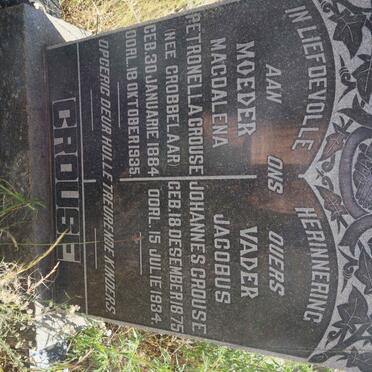 IN LIEFDEVOLLE HERINNERING
AAN ONS OUERS
MOEDER
MAGDALENA
PETRONELLA CROUSE
(NEE GROBBELAAR)
GEB. 30 JANUARIE 1884
OORL. 18 OKTOBER 1935.
VADER
JACOBUS
JOHANNES CROUSE
GEB. 18 DESEMBER 1875
OORL. 15 JULIE 1934.
OPGERIG DEUR HULLE TREURENDE KINDERS.
CROUSE